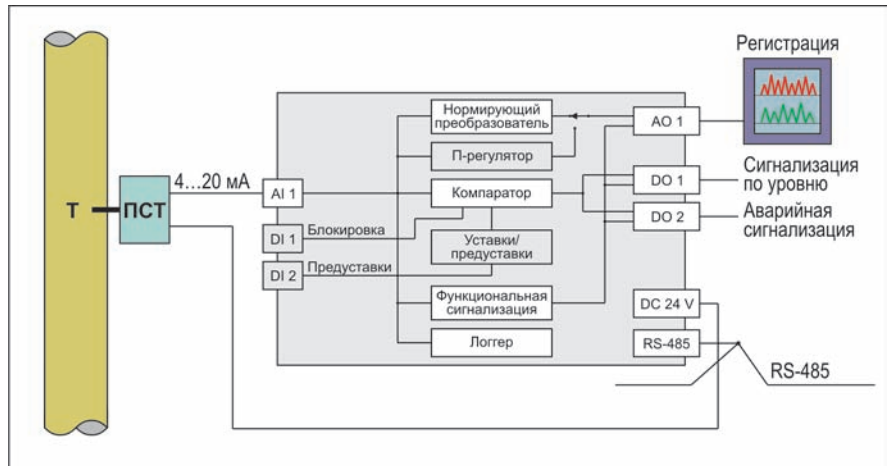 Регистрация
Нормирующий
преобразователь
AO 1
П-регулятор
4...20 мА
Сигнализация
по уровню
Т
ПСТ
AI 1
Компаратор
DO 1
DI 1
Блокировка
DO 2
Аварийная
сигнализация
Уставки/
предуставки
DI 2
Предуставки
Функциональная
сигнализация
DC 24 V
Логгер
RS-485
RS-485